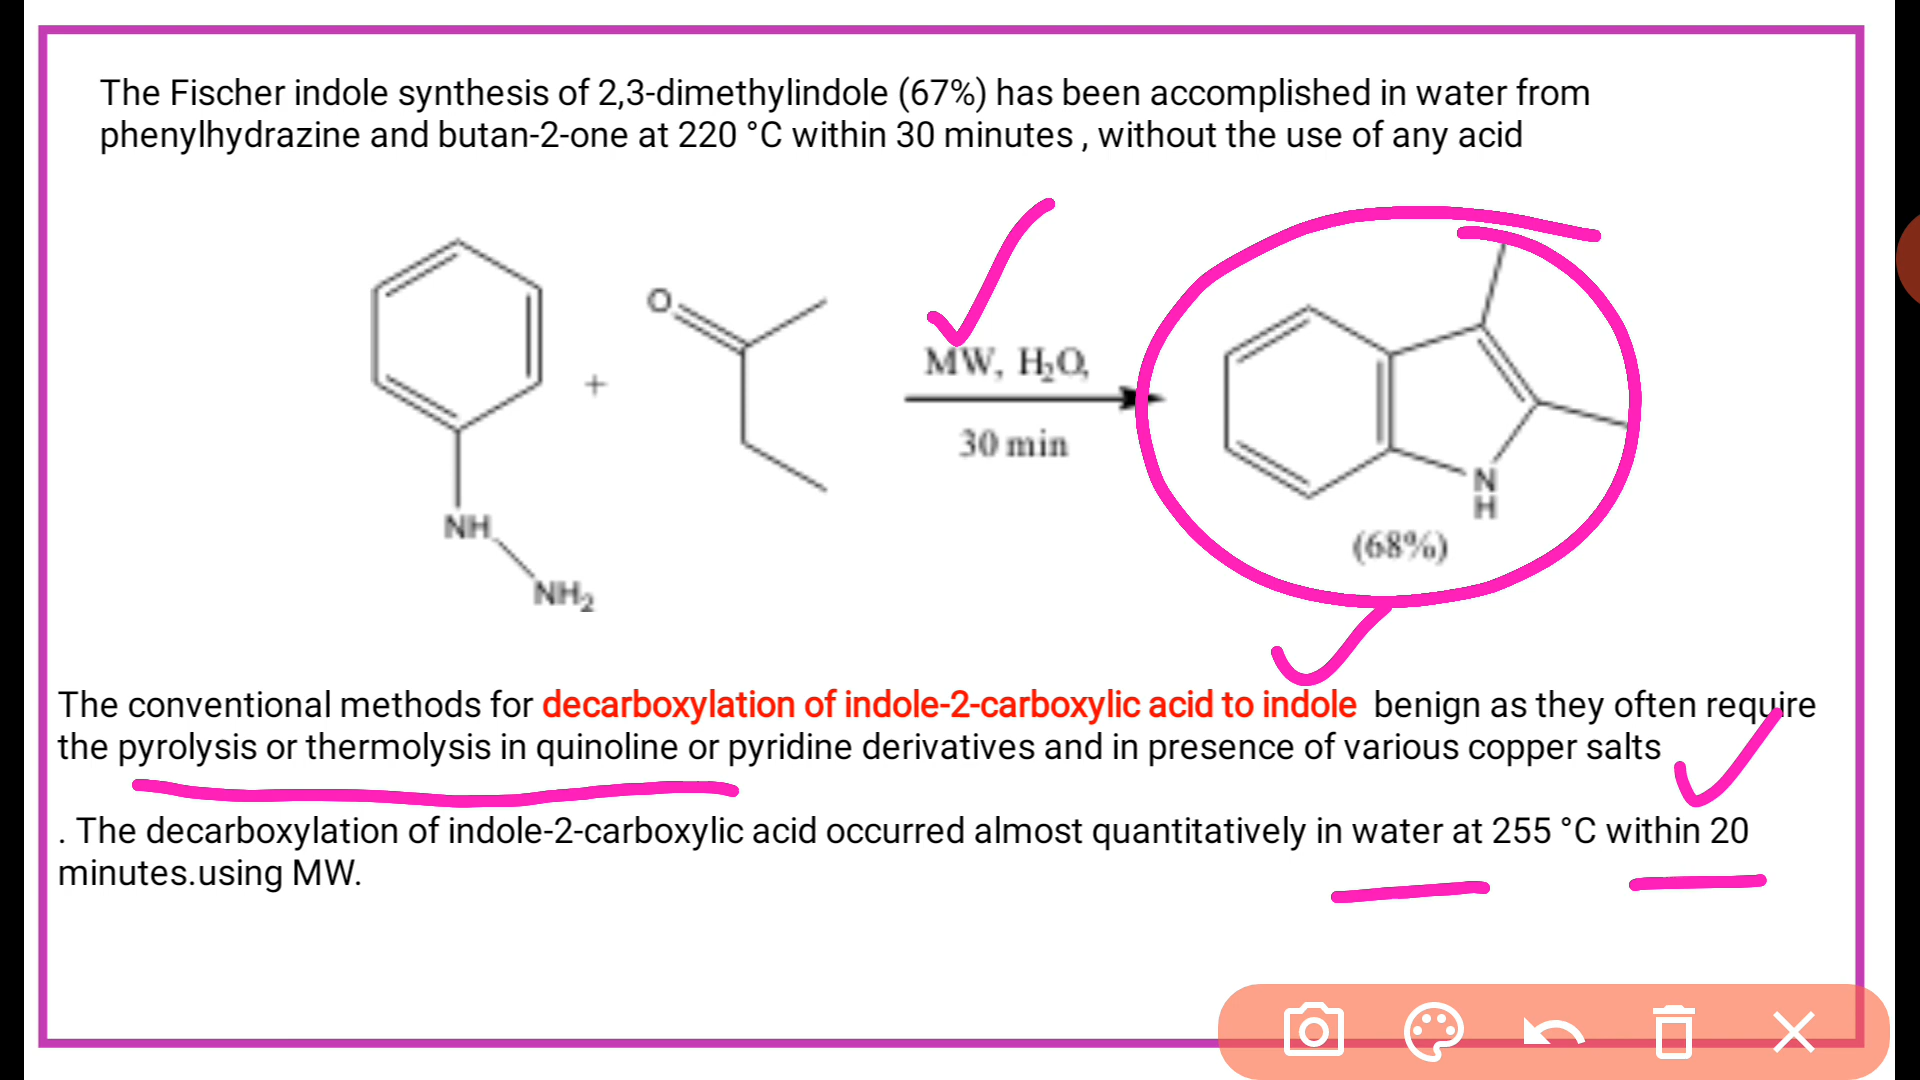 The Fischer indole synthesis of 2,3-dimethylindole (67%) has been accomplished in water from
phenylhydrazine and butan-2-one at 220 °C within 30 minutes , without the use of any acid
O
+
MW, H₂O,
30 min
NH
NH₂
N
H
(68%)
The conventional methods for decarboxylation of indole-2-carboxylic acid to indole benign as they often require
the pyrolysis or thermolysis in quinoline or pyridine derivatives and in presence of various copper salts
. The decarboxylation of indole-2-carboxylic acid occurred almost quantitatively in water at 255 °C within 20
minutes.using MW.